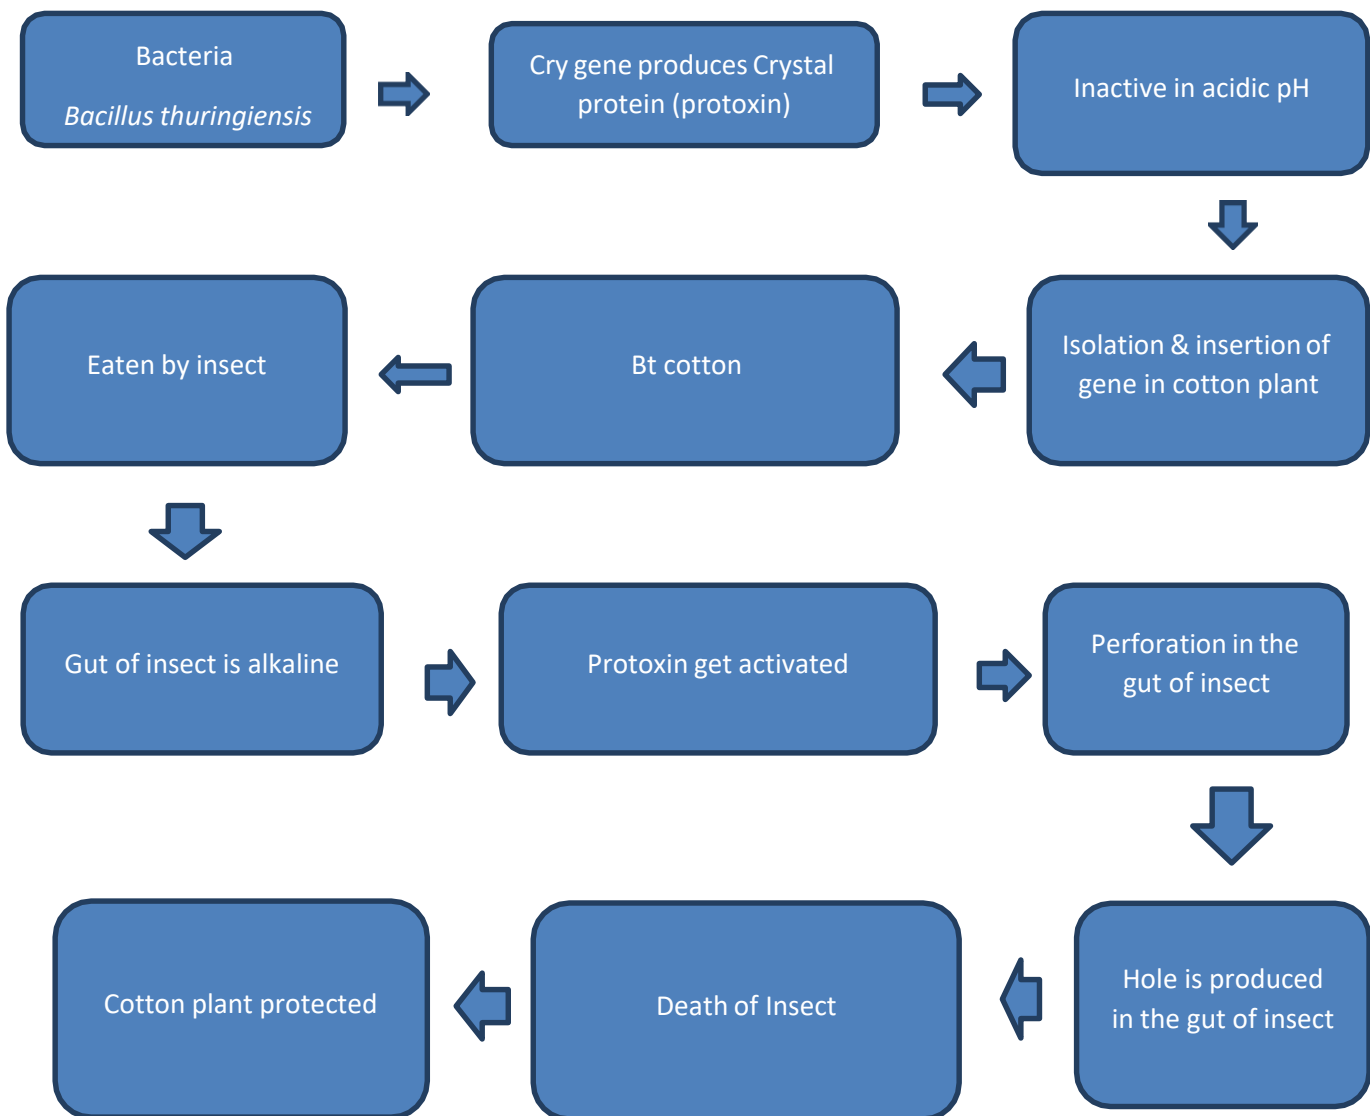 Bacteria
Bacillus thuringiensis
Cry gene produces Crystal
protein (protoxin)
Inactive in acidic pH
Isolation & insertion of
gene in cotton plant
Bt cotton
Eaten by insect
Gut of insect is alkaline
Protoxin get activated
Perforation in the
gut of insect
Hole is produced
in the gut of insect
Death of Insect
Cotton plant protected